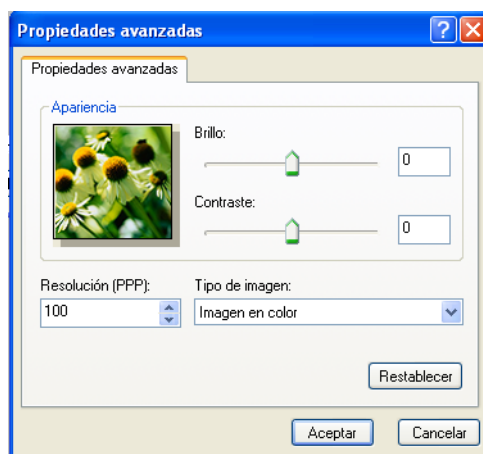 Propiedades avanzadas
Propiedades avanzadas
Apariencia
Brillo:
0
Contraste:
0
Resolución (PPP):
Tipo de imagen:
100
Imagen en color
Restablecer
Aceptar
Cancelar